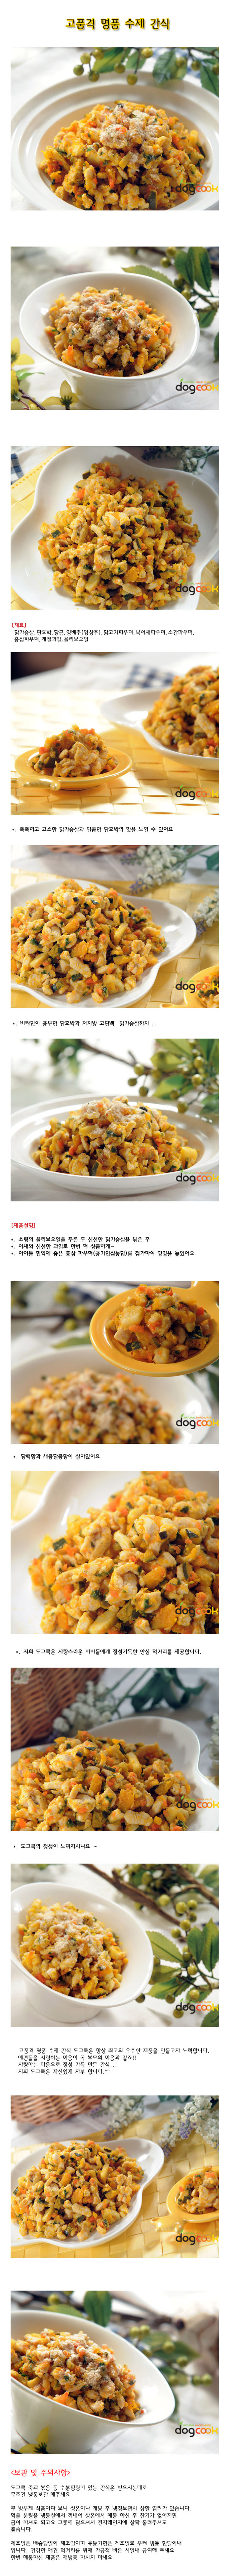 고품격 명품 수제 간식
dogcook
dogcook
dogcook
[재료]
닭가슴살,단호박,당근,양배추(양상추),닭고기파우더,북어채파우더,소간파우더,
홍삼파우더,계절과일,올리브오일
dogcook
*. 촉촉하고 고소한 닭가슴살과 달콤한 단호박의 맛을 느낄 수 있어요
dogcook
*. 비타민이 풍부한 단호박과 저지방 고단백 닭가슴살까지 ..
dogcook
[제품설명]
*. 소량의 올리브오일을 두른 후 신선한 닭가슴살을 볶은 후
*. 야채와 신선한 과일로 한번 더 상큼하게~
*. 아이들 면역에 좋은 홍삼 파우더(풍기인삼농협)를 첨가하여 영양을 높였어요
dogcook
*. 담백함과 새콤달콤함이 살아있어요
dogcook
*. 저희 도그쿡은 사랑스러운 아이들에게 정성가득한 안심 먹거리를 제공합니다.
dogcook
*. 도그쿡의 정성이 느껴지시나요 ~
dogcook
고품격 명품 수제 간식 도그쿡은 항상 최고의 우수한 제품을 만들고자 노력합니다.
애견들을 사랑하는 마음이 꼭 부모의 마음과 같죠!!
사랑하는 마음으로 정성 가득 만든 간식...
저희 도그쿡은 자신있게 자부 합니다.^^
dogcook
dogcook
<보관 및 주의사항>
도그쿡 죽과 볶음 등 수분함량이 있는 간식은 받으시는데로
무조건 냉동보관 해주세요
무 방부제 식품이다 보니 상온이나 개봉 후 냉장보관시 상할 염려가 있습니다.
먹을 분량을 냉동실에서 꺼내어 상온에서 해동 하신 후 찬기가 없어지면
급여 하셔도 되고요 그릇에 담으셔서 전자레인지에 살짝 돌려주셔도
좋습니다.
제조일은 배송당일이 제조일이며 유통기한은 제조일로 부터 냉동 한달이내
입니다. 건강한 애견 먹거리를 위해 가급적 빠른 시일내 급여해 주세요
한번 해동하신 제품은 재냉동 하시지 마세요